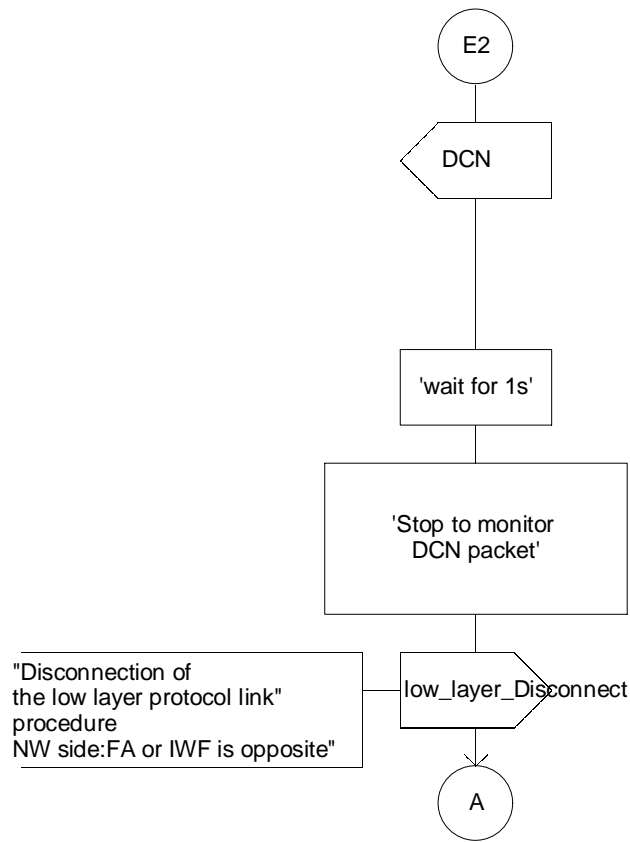 E2
DCN
'wait for 1s'
'Stop to monitor
DCN packet'
"Disconnection of
the low layer protocol link"
procedure
NW side:FA or IWF is opposite"
low_layer_Disconnect
A